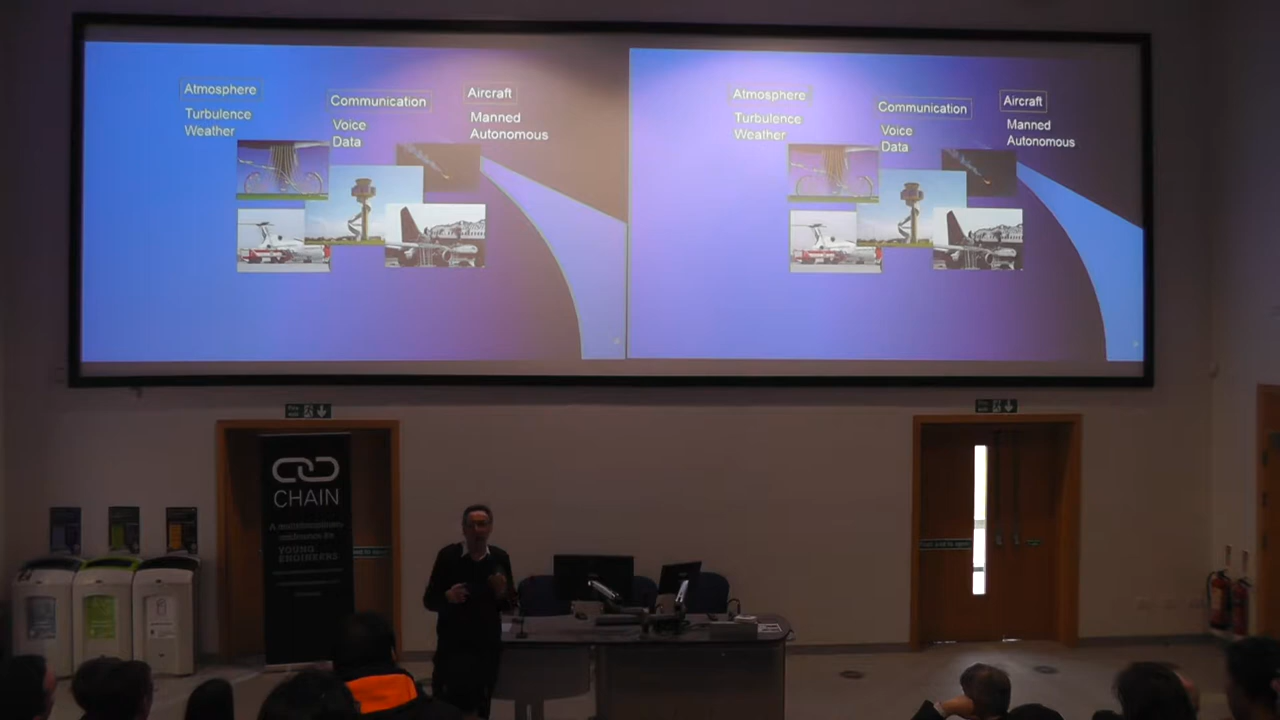 Atmosphere
Turbulence
Weather
Communication
Voice
Data
Aircraft
Manned
Autonomous
Atmosphere
Turbulence
Weather
Communication
Voice
Data
Aircraft
Manned
Autonomous
CHAIN
YOUNG
ENGINEERS